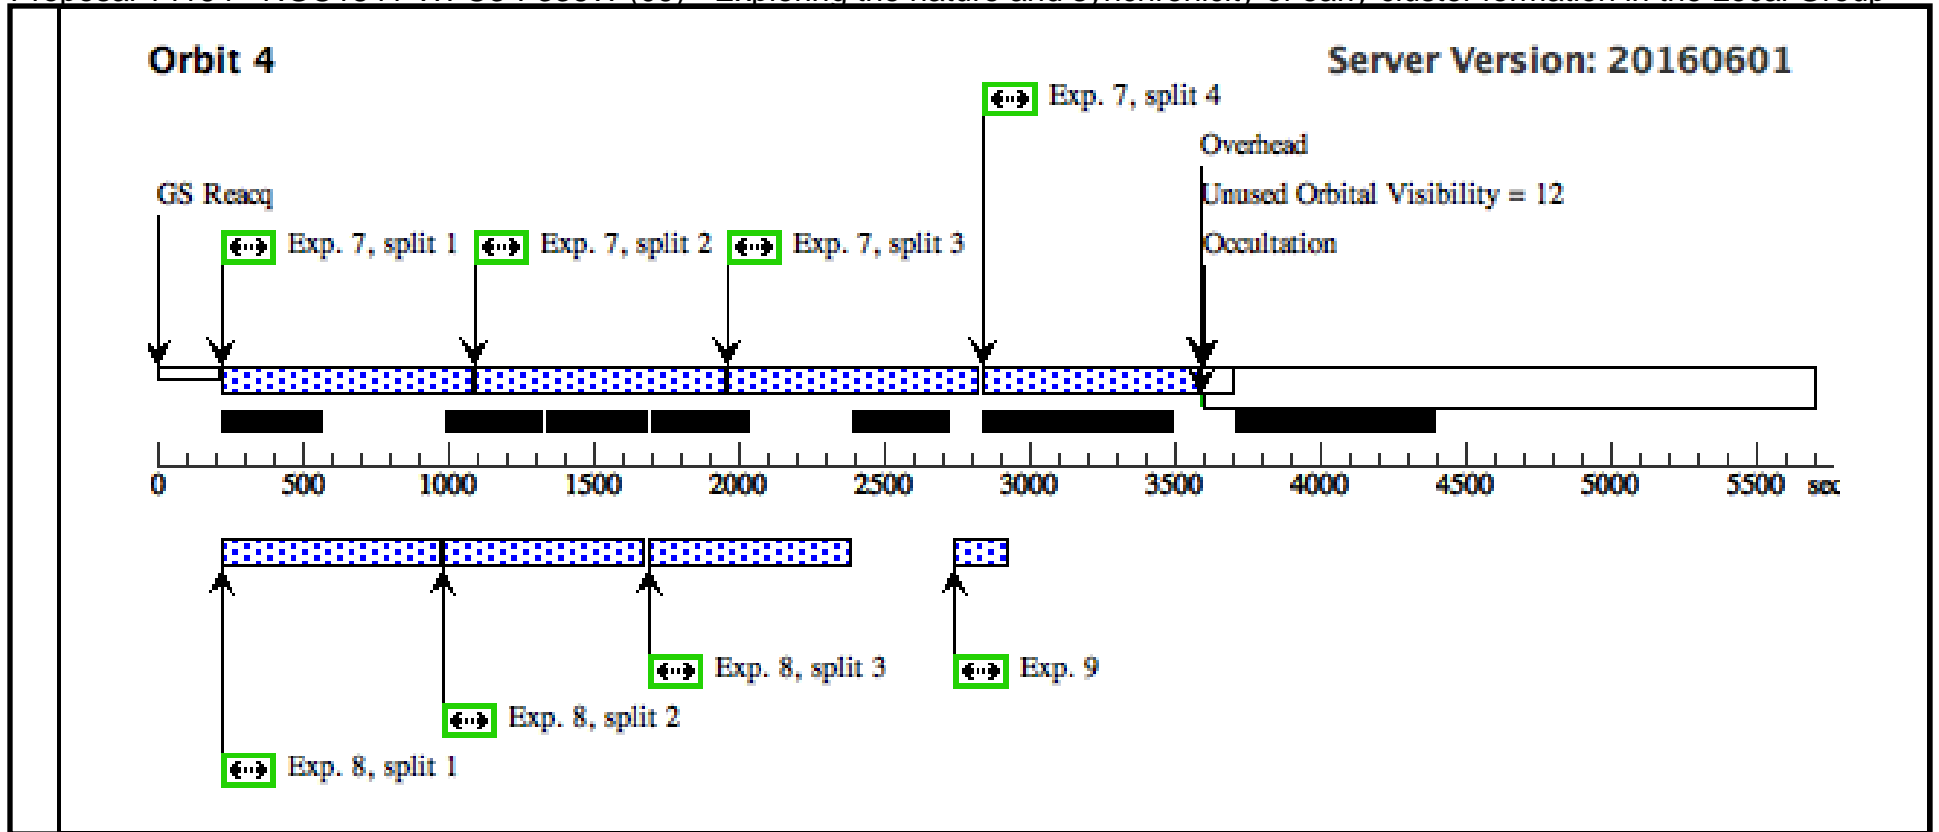 Orbit 4
Server Version: 20160601
Exp. 7, split 4
Overhead
GS Reacq
Unused Orbital Visibility = 12
Exp. 7, split 1
Exp. 7, split 2
Exp. 7, split 3
Occultation
0 500 1000 1500 2000 2500 3000 3500 4000 4500 5000 5500 sec
Exp. 8, split 3
Exp. 9
Exp. 8, split 2
Exp. 8, split 1